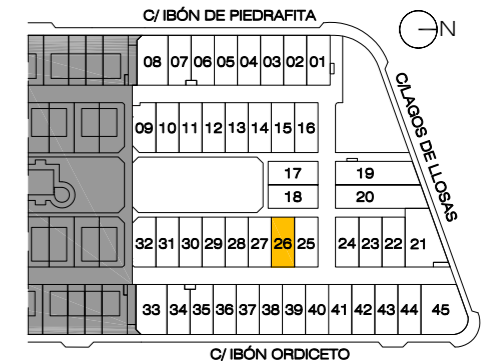 C/ IBÓN DE PIEDRAFITA
N
08 07 06 05 04 03 02 01
C/LAGOS DE LLOSAS
09 10 11 12 13 14 15 16
17 19
18 20
32 31 30 29 28 27 26 25 24 23 22 21
33 34 35 36 37 38 39 40 41 42 43 44 45
C/ IBÓN ORDICETO